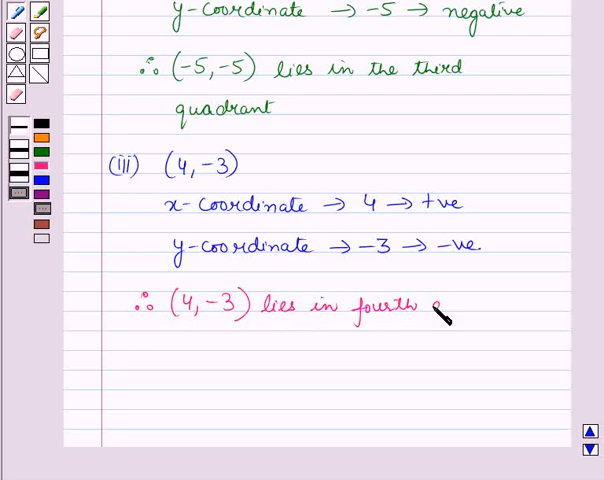 y-coordinate → -5 → negative
∴ (-5, -5) lies in the third
quadrant
(iii) (4, -3)
x-coordinate → 4 → +ve
y-coordinate → -3 → -ve.
∴ (4, -3) lies in fourth